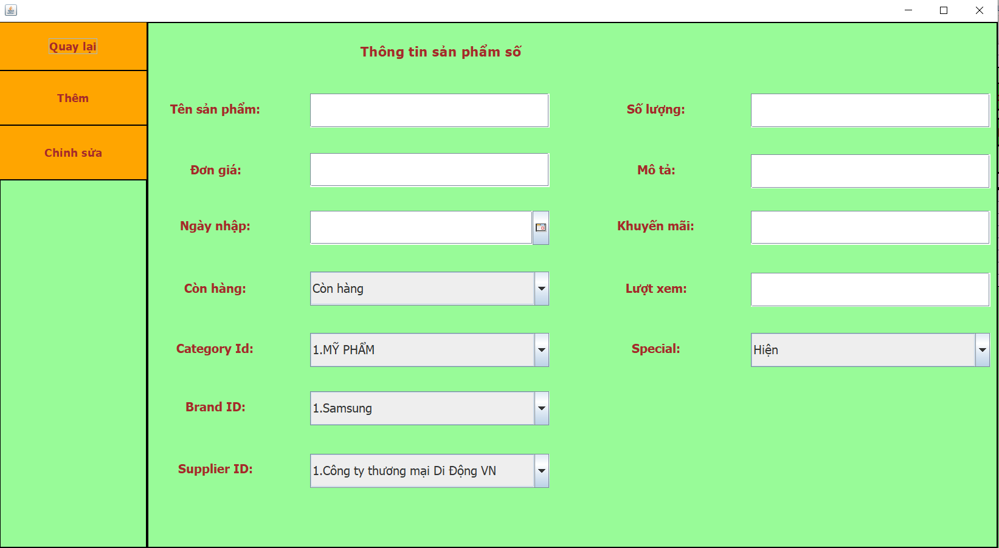 Quay lại
Thêm
Chỉnh sửa
Thông tin sản phẩm số
Tên sản phẩm:
Số lượng:
Đơn giá:
Mô tả:
Ngày nhập:
Khuyến mãi:
Còn hàng:
Còn hàng
Lượt xem:
Category Id:
1.MỸ PHẨM
Special:
Hiện
Brand ID:
1.Samsung
Supplier ID:
1.Công ty thương mại Di Động VN